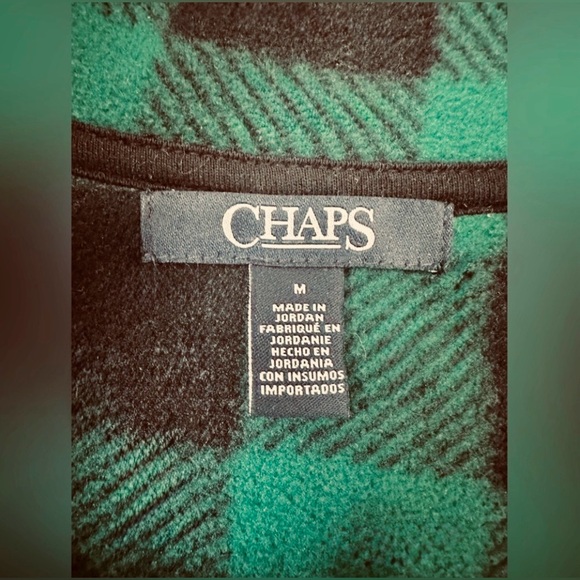 CHAPS
M
MADE IN
JORDAN
FABRIQUÉ EN
JORDANIE
HECHO EN
JORDANIA
CON INSUMOS
IMPORTADOS